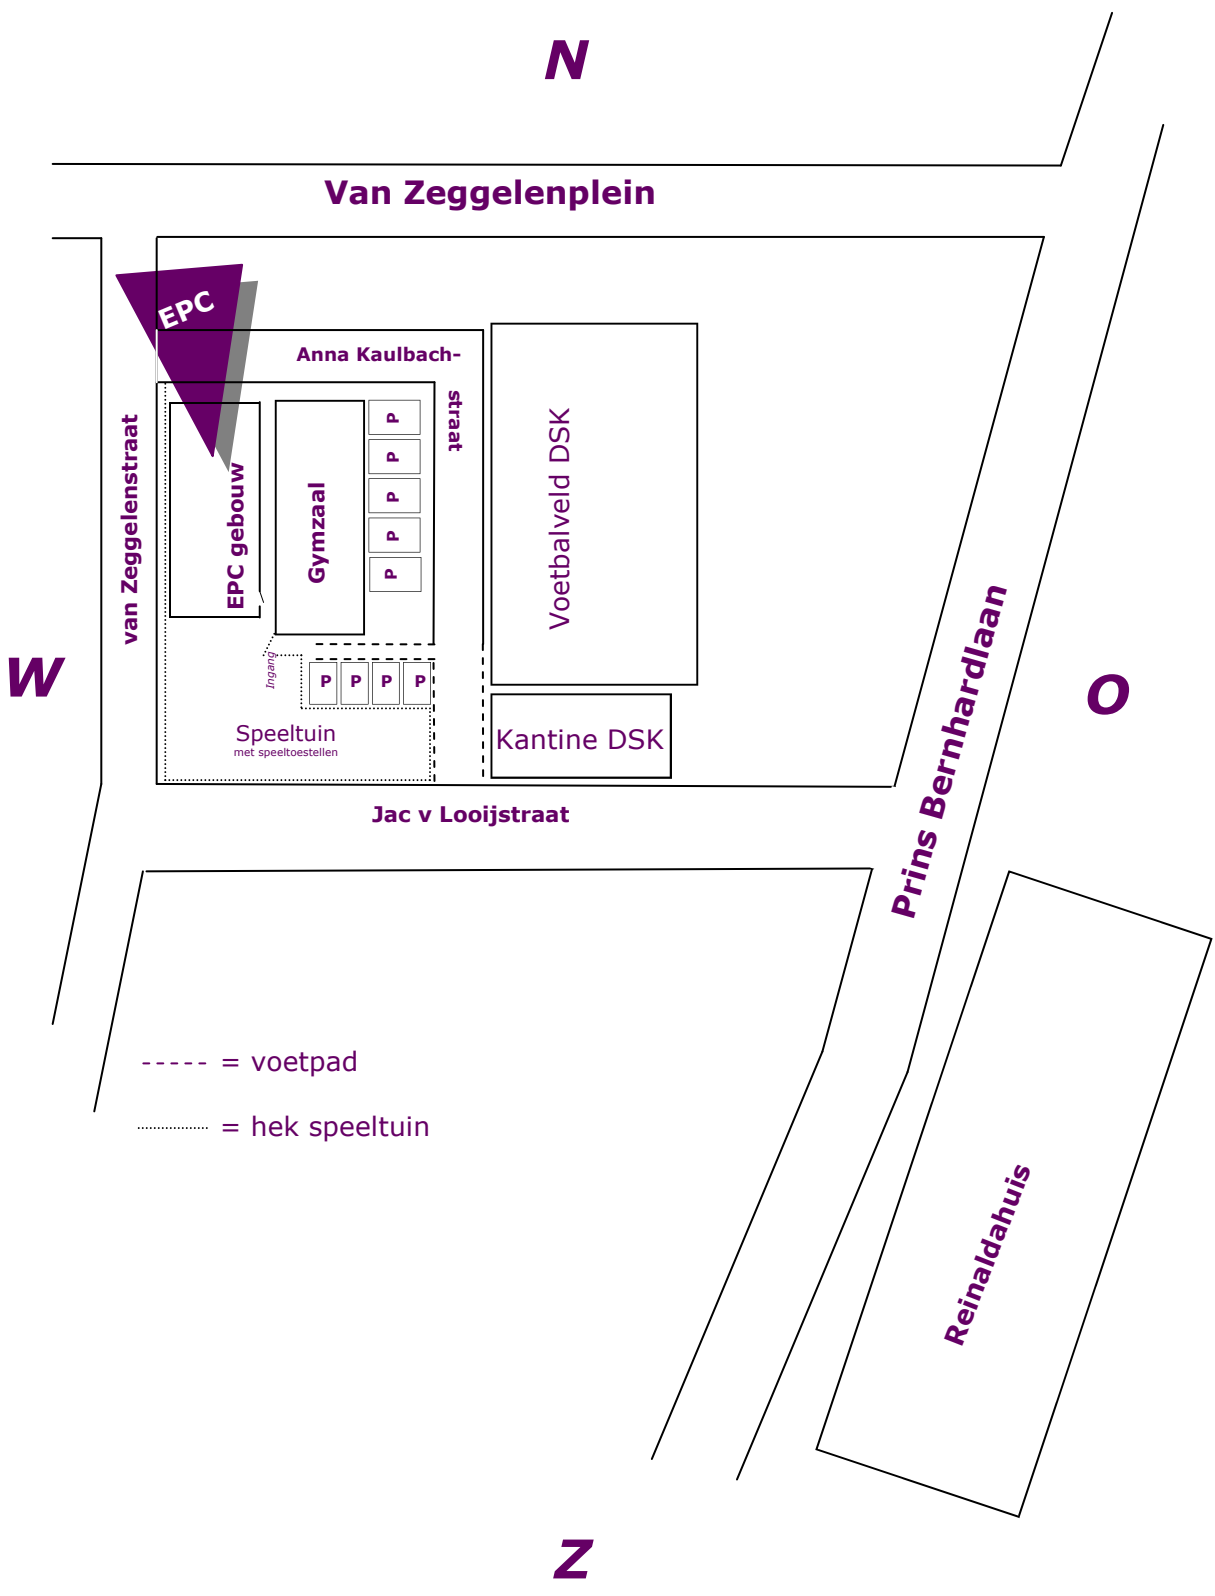 N
Van Zeggelenplein
EPC
Anna Kaulbach-
straat
van Zeggelenstraat
EPC gebouw
Gymzaal
P
P
P
P
P
Voetbalveld DSK
Prins Bernhardlaan
W
O
Ingang
P P P P
Speeltuin
met speeltoestellen
Kantine DSK
Jac v Looijstraat
= voetpad
= hek speeltuin
Reinaldahuis
Z